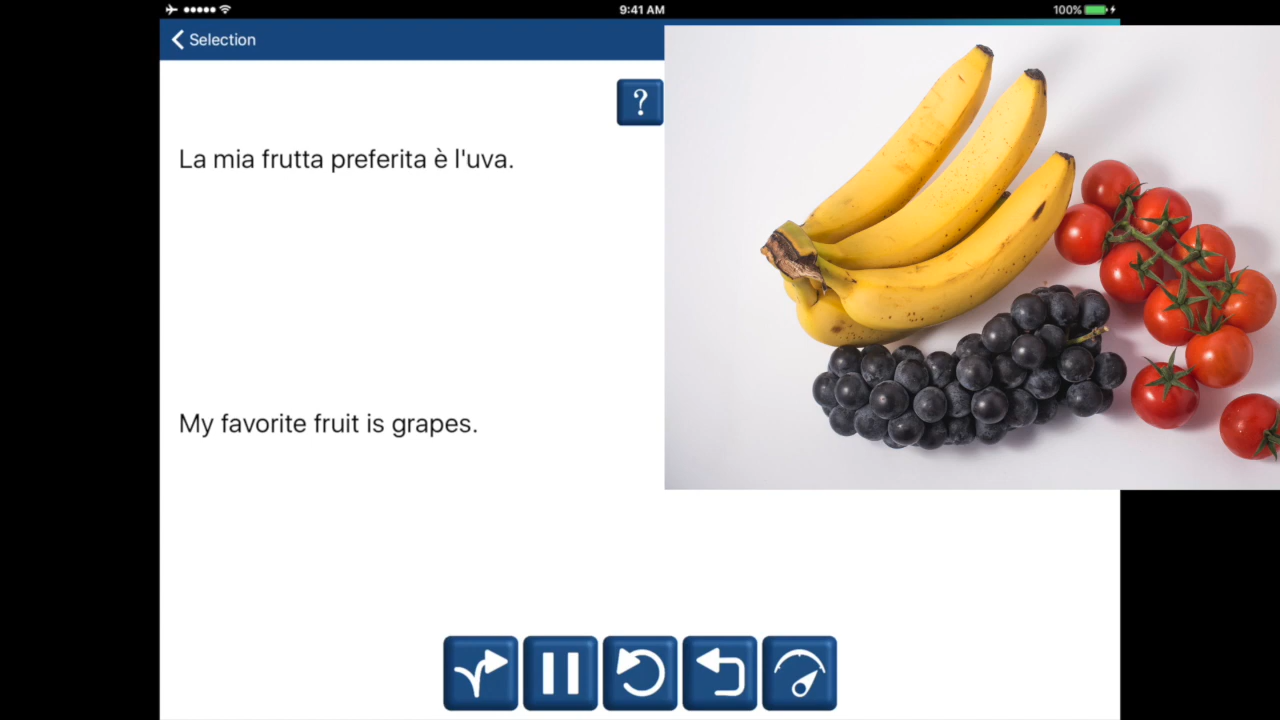 9:41 AM
100%
Selection
?
La mia frutta preferita è l'uva.
My favorite fruit is grapes.